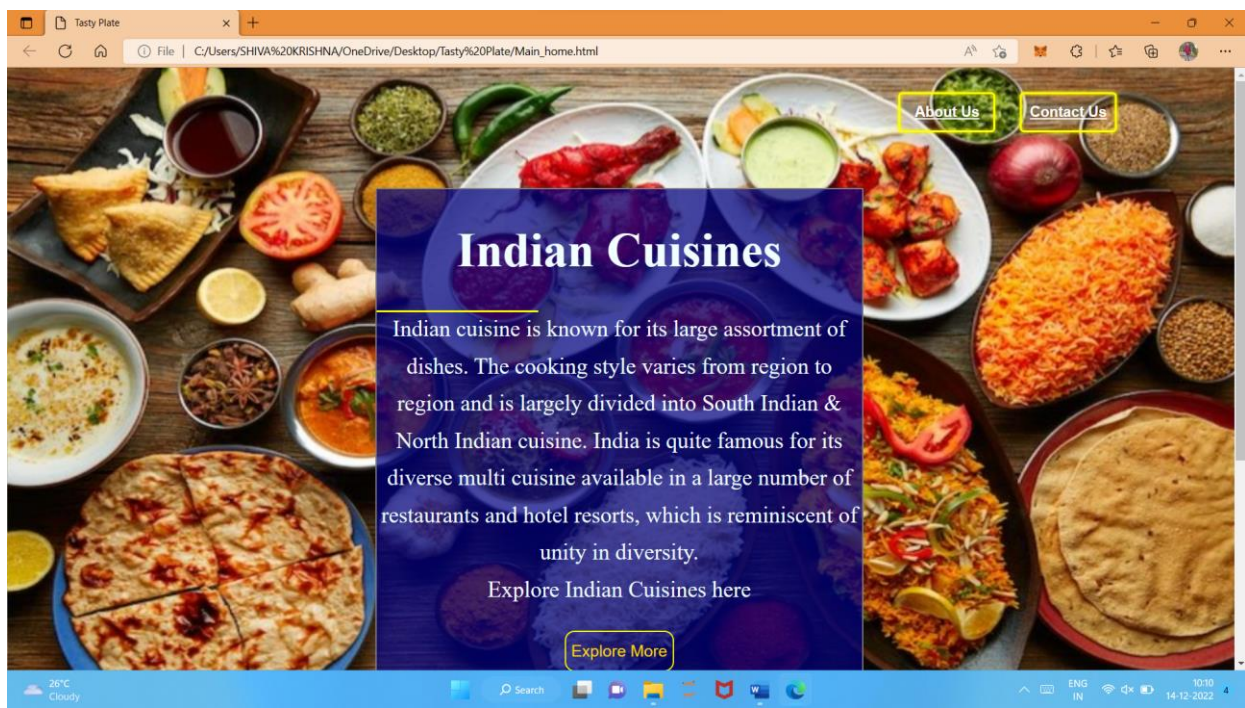 Tasty Plate
File
C:/Users/SHIVA%20KRISHNA/OneDrive/Desktop/Tasty%20Plate/Main_home.html
About Us
Contact Us
Indian Cuisines
Indian cuisine is known for its large assortment of
dishes. The cooking style varies from region to
region and is largely divided into South Indian &
North Indian cuisine. India is quite famous for its
diverse multi cuisine available in a large number of
restaurants and hotel resorts, which is reminiscent of
unity in diversity.
Explore Indian Cuisines here
Explore More
26°C
Cloudy
Search
ENG
IN
10:10
14-12-2022
4